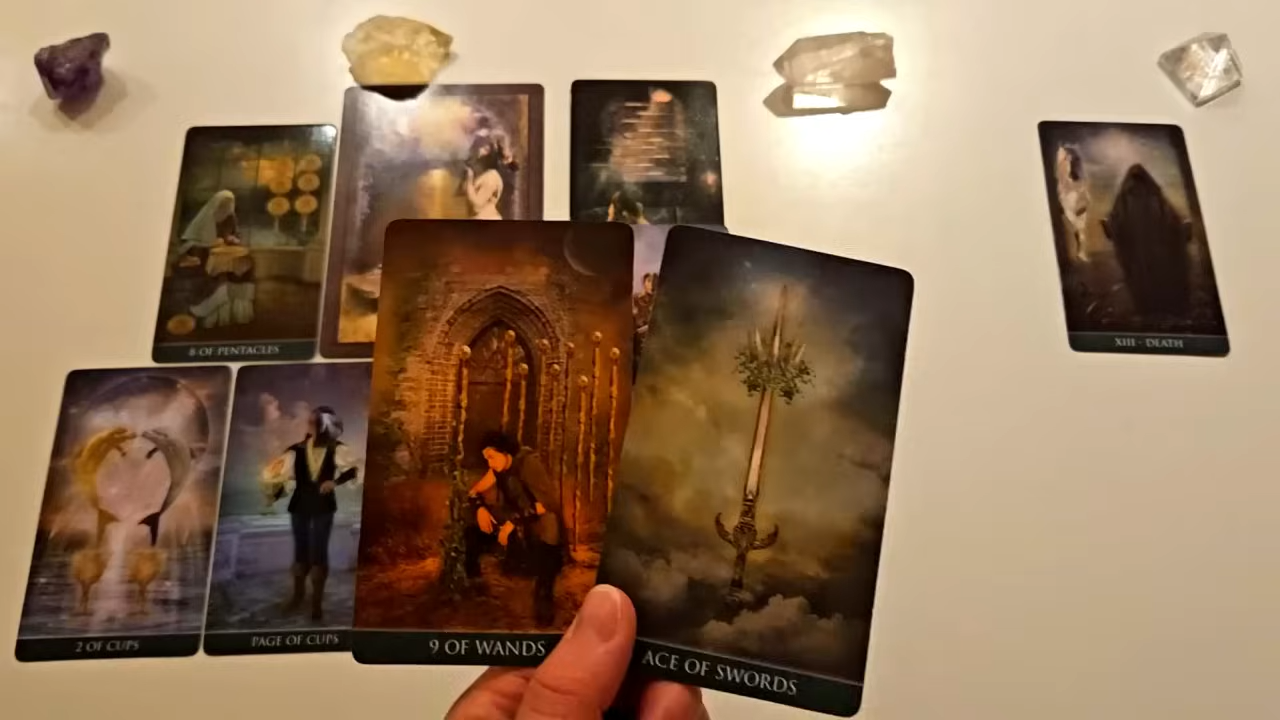 8 OF PENTACLES
XIII · DEATH
2 OF CUPS
PAGE OF CUPS
9 OF WANDS
ACE OF SWORDS